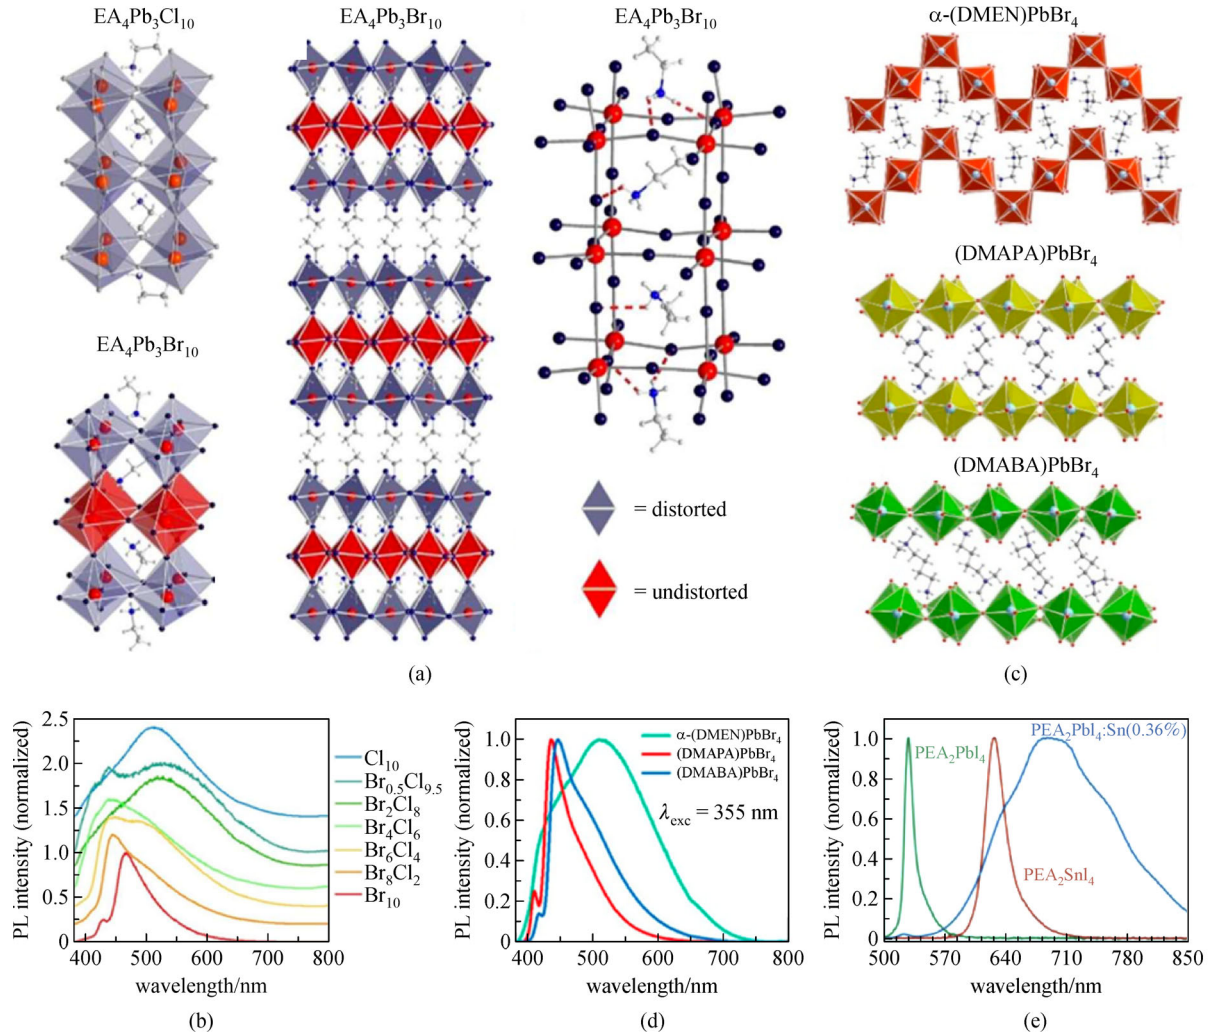 EA₄Pb₃Cl₁₀
EA₄Pb₃Br₁₀
EA₄Pb₃Br₁₀
α-(DMEN)PbBr₄
(DMAPA)PbBr₄
EA₄Pb₃Br₁₀
(DMABA)PbBr₄
= distorted
= undistorted
(a)
(c)
PL intensity (normalized)
2.5
2.0
1.5
1.0
0.5
0
400 500 600 700 800
wavelength/nm
Cl₁₀
Br₀.₅Cl₉.₅
Br₂Cl₈
Br₄Cl₆
Br₆Cl₄
Br₈Cl₂
Br₁₀
(b)
PL intensity (normalized)
1.0
0.8
0.6
0.4
0.2
0
400 500 600 700 800
wavelength/nm
α-(DMEN)PbBr₄
(DMAPA)PbBr₄
(DMABA)PbBr₄
λexc = 355 nm
(d)
PL intensity (normalized)
1.0
0.8
0.6
0.4
0.2
0
500 570 640 710 780 850
wavelength/nm
PEA₂PbI₄:Sn(0.36%)
PEA₂PbI₄
PEA₂SnI₄
(e)